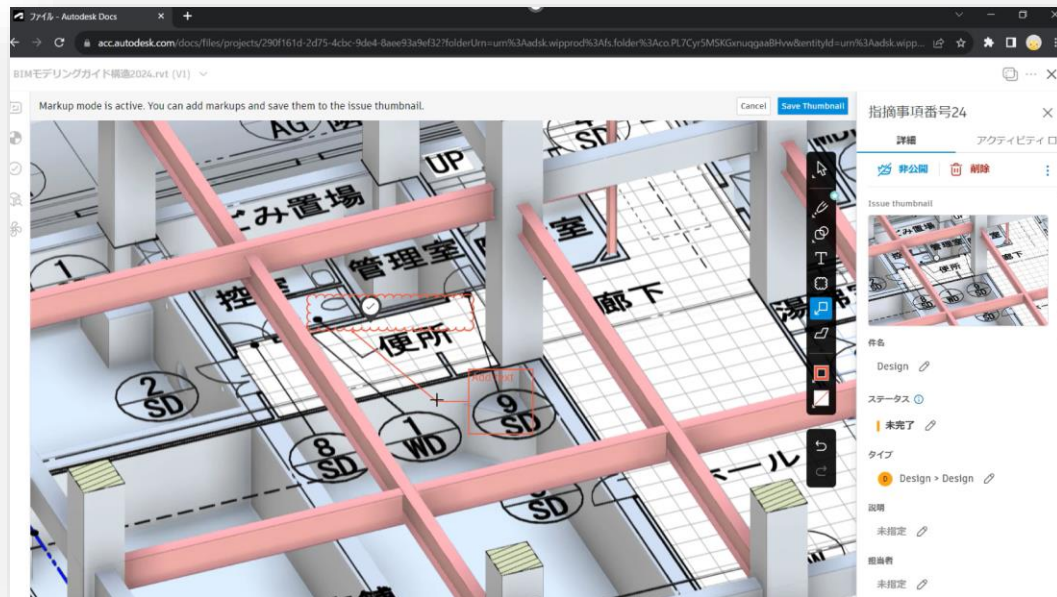 ファイル - Autodesk Docs
acc.autodesk.com/docs/files/projects/290f161d-2d75-4cbc-9de4-8aee93a9ef32?folderUrn=urn%3Aadsk.wipprod%3Afs.folder%3Aco.PL7Cyr5MSKGxnuqgaaBHvw&entityId=urn%3Aadsk.wipp...
BIMモデリングガイド構造2024.rvt (V1)
Markup mode is active. You can add markups and save them to the issue thumbnail.
Cancel
Save Thumbnail
AG
UP
SD
ごみ置場
管理室
室
控室
1
廊下
便所
Add text
2
SD
9
SD
1
WD
8
SD
SD
ホール
W
T
指摘事項番号24
詳細
アクティビティ ロ
非公開
削除
Issue thumbnail
件名
Design
ステータス
未完了
タイプ
D
Design > Design
説明
未指定
担当者
未指定